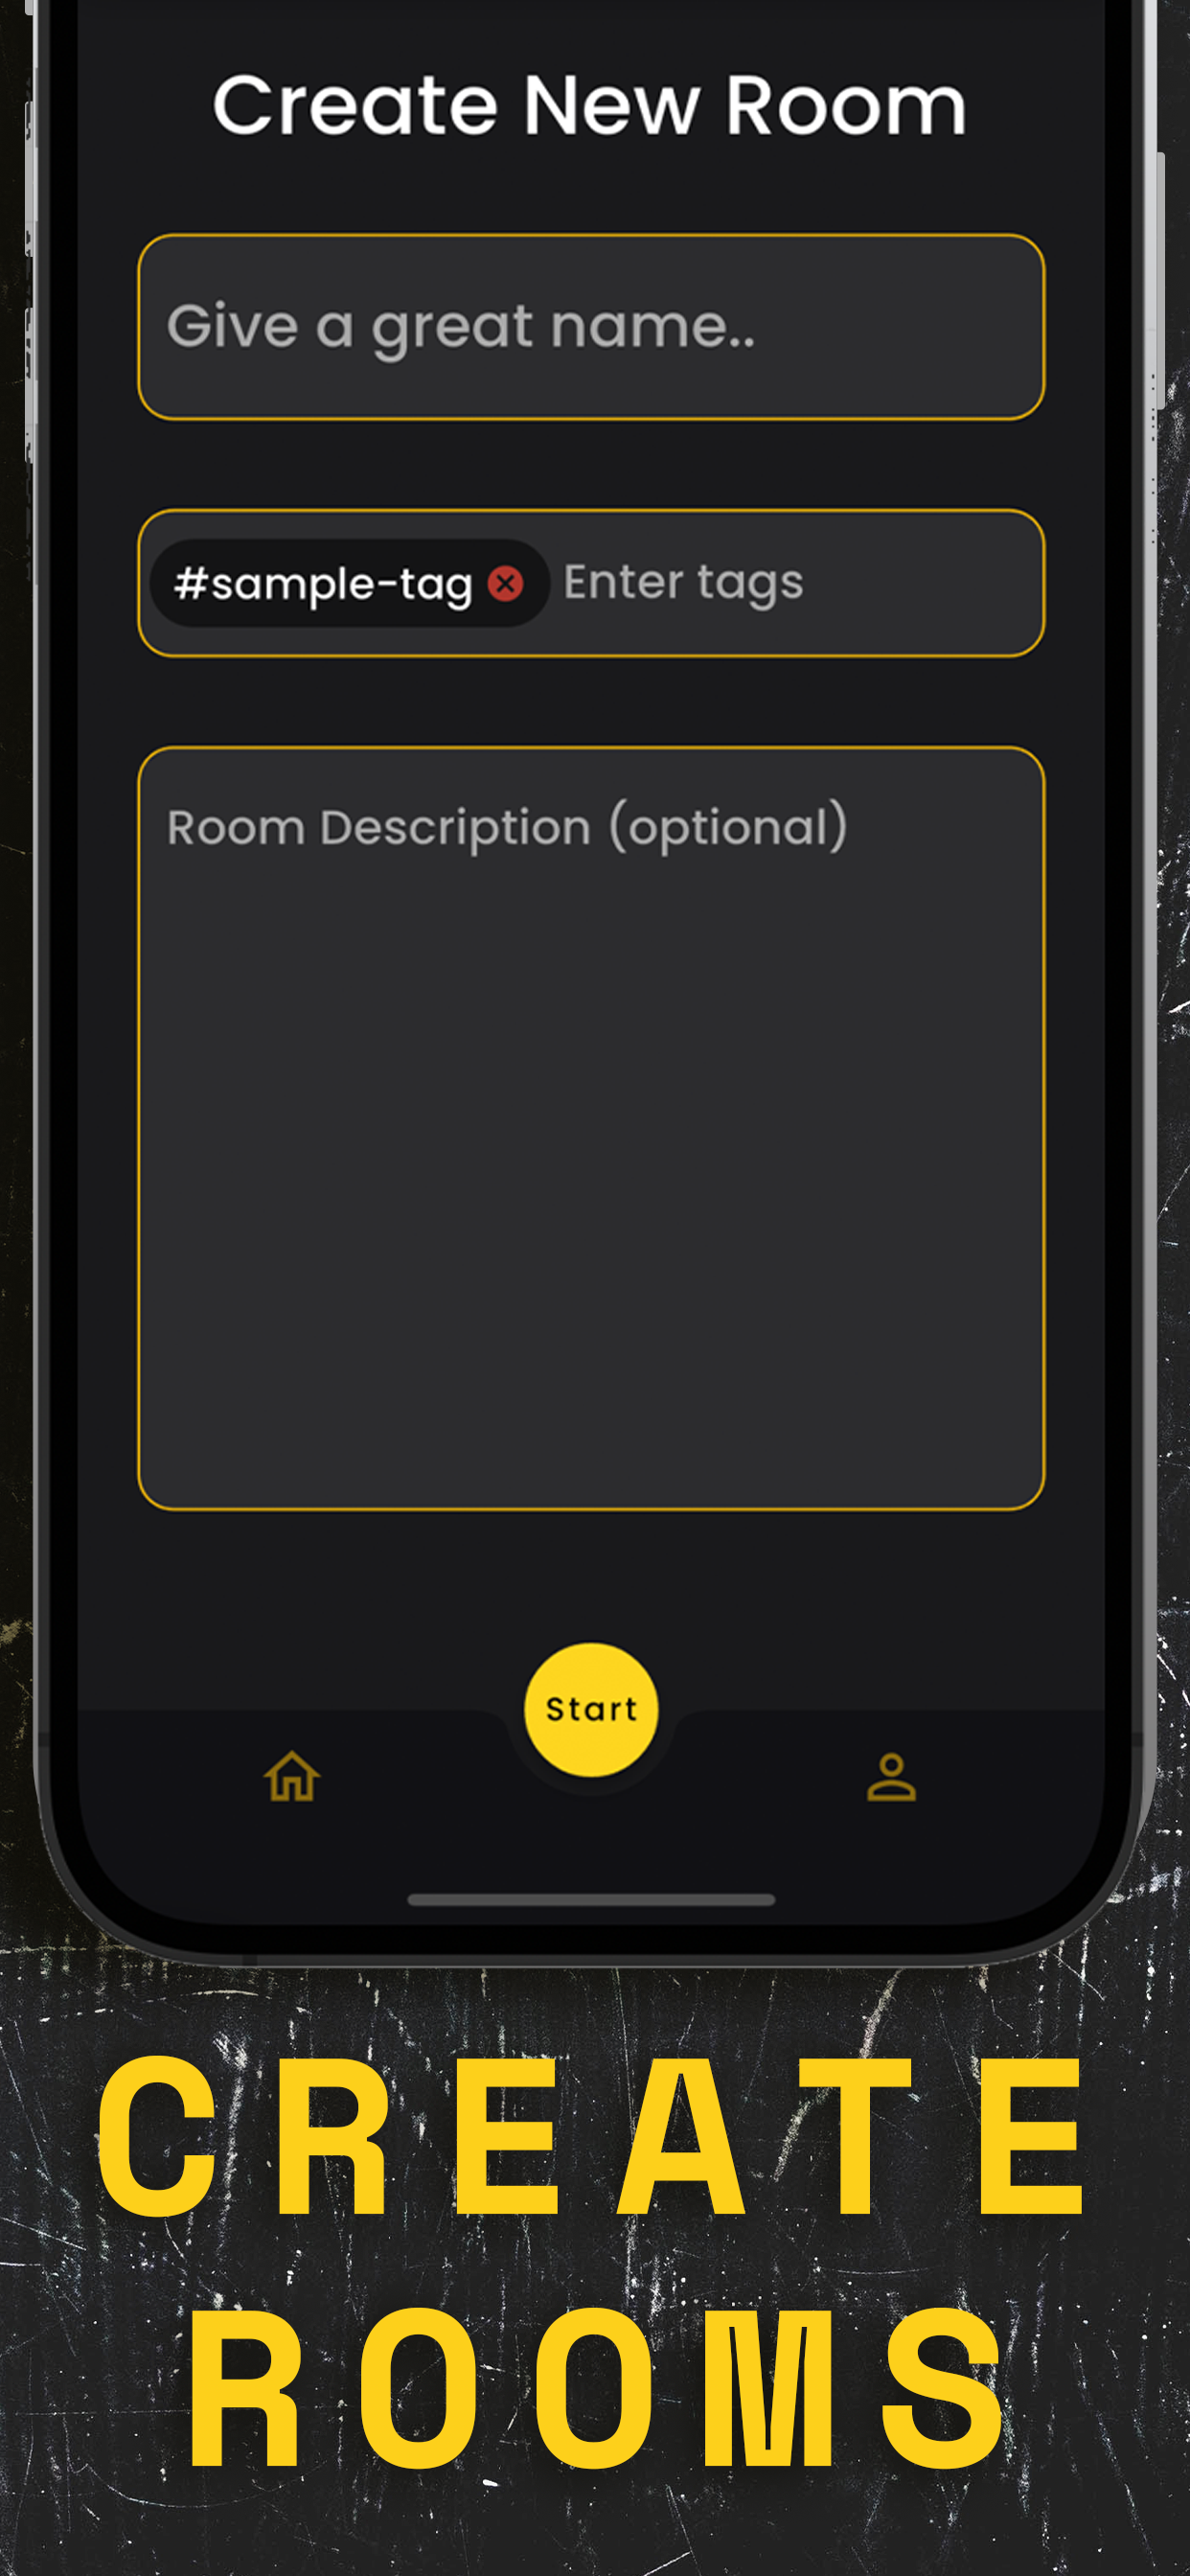 Create New Room
Give a great name..
#sample-tag Enter tags
Room Description (optional)
Start
CREATE
ROOMS